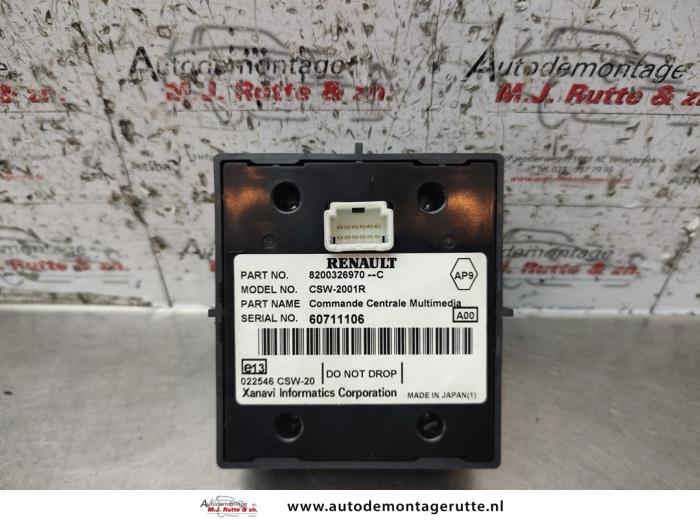 Autodemontage
M.J. Rutte & zn.
Autodemontage
M.J. Rutte & zn.
RENAULT
PART NO. 8200326970 --C
AP9
MODEL NO. CSW-2001R
PART NAME Commande Centrale Multimedia
SERIAL NO. 60711106
A00
e13
DO NOT DROP
022546 CSW-20
Xanavi Informatics Corporation
MADE IN JAPAN(1)
Autodemontage
M.J. Rutte & zn.
www.autodemontagerutte.nl